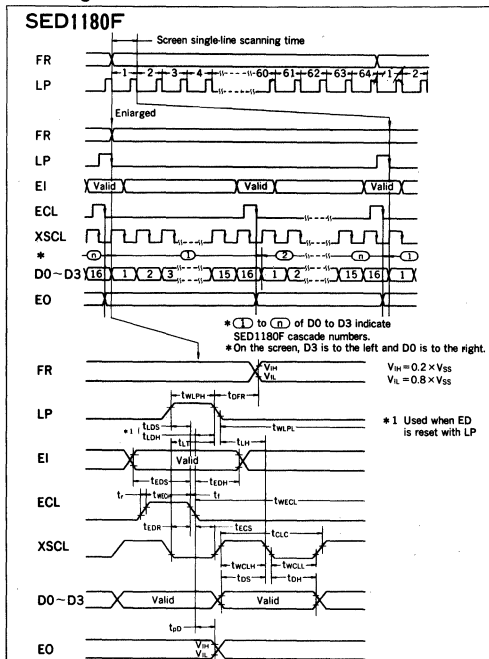 SED1180F
Screen single-line scanning time
FR
1 2 3 4 60 61 62 63 64 1 2
LP
Enlarged
FR
LP
EI Valid Valid Valid
ECL
XSCL
* n 1 2 n 1
D0~D3 16 1 2 3 15 16 1 2 15 16 1
EO
* 1 to n of D0 to D3 indicate
SED1180F cascade numbers.
* On the screen, D3 is to the left and D0 is to the right.
FR VIH VIL VIH=0.2×VSS
VIL=0.8×VSS
tWLPH tDFR
LP tLDS tWLPL
*1 tLDH
tLT tLH
*1 Used when ED
is reset with LP
EI Valid
tEDS tEDH
tr tWECH tf tWECL
ECL
tEDR tECS tCLC
XSCL
tWCLH tWCLL
tDS tDH
D0~D3 Valid Valid
tpD
EO VIH VIL